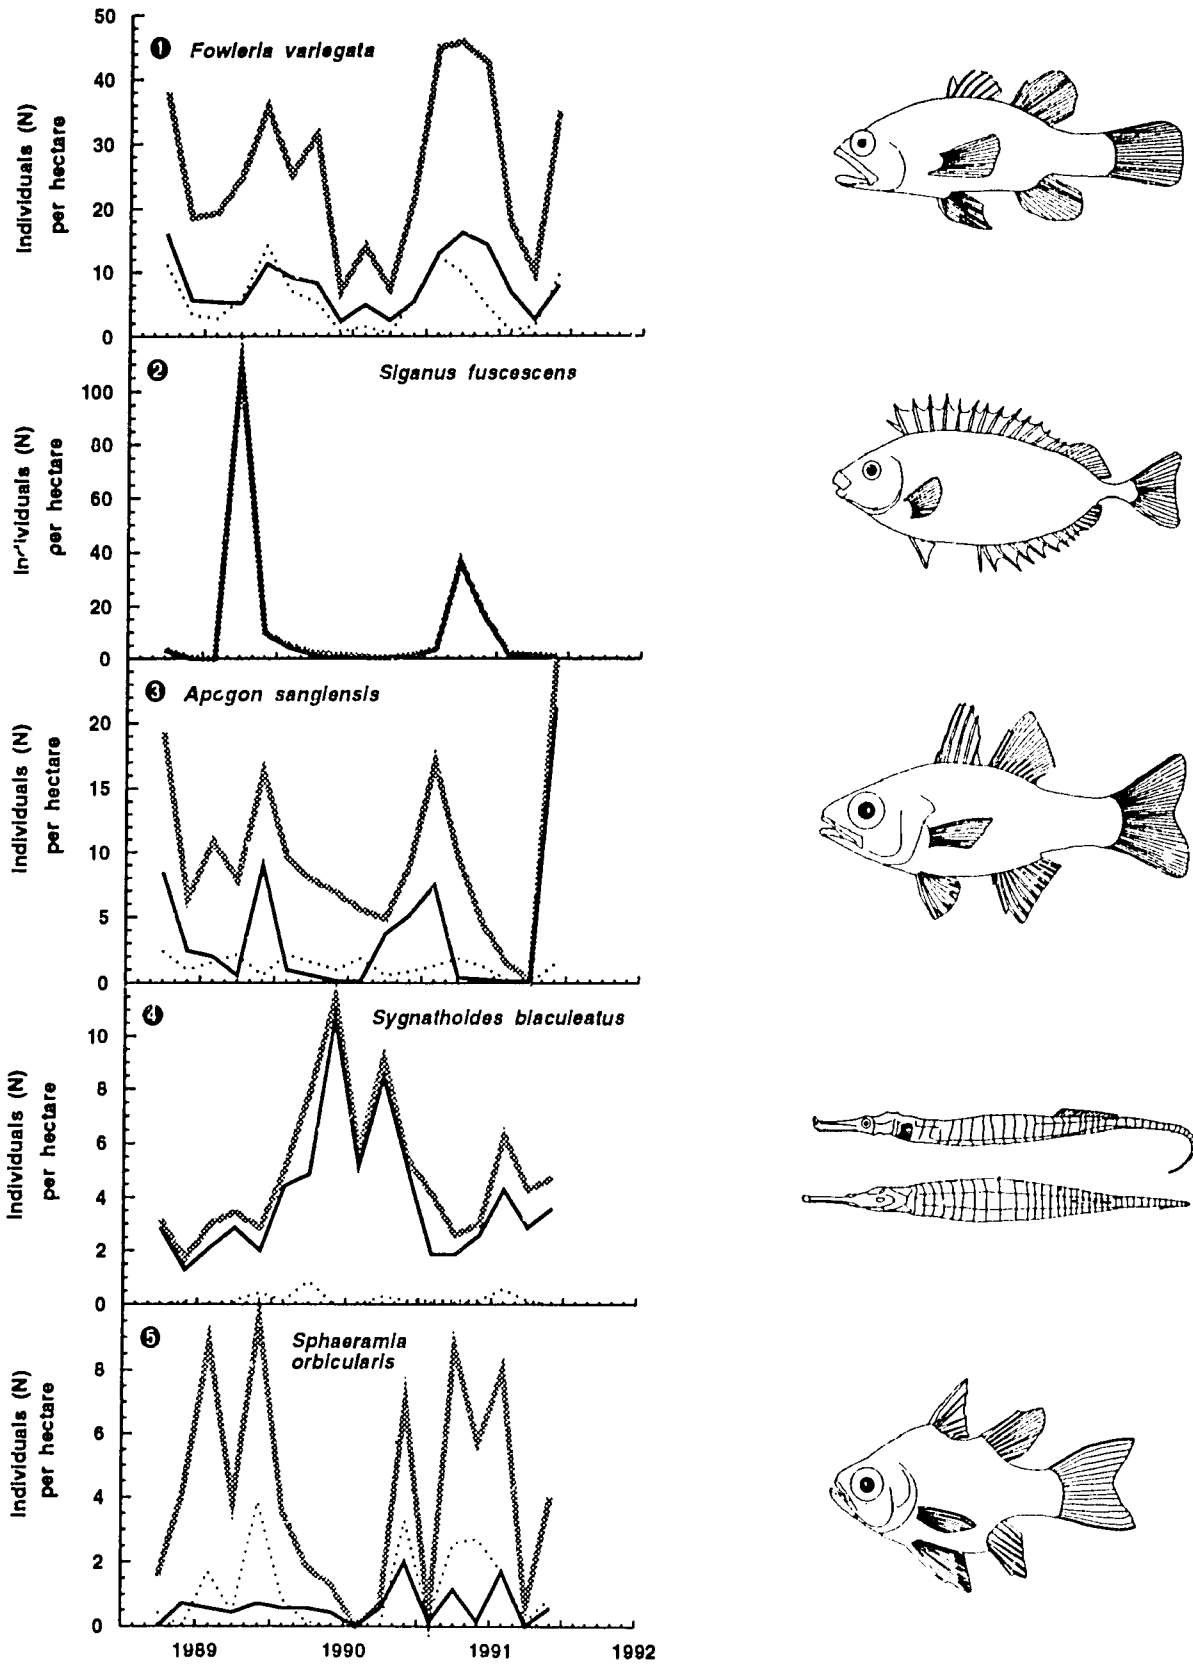 50
❶ Fowleria variegata
40
30
20
10
0
Individuals (N)
per hectare
❷ Siganus fuscescens
100
80
60
40
20
0
Individuals (N)
per hectare
❸ Apogon sangiensis
20
15
10
5
0
Individuals (N)
per hectare
❹ Sygnathoides biaculeatus
10
8
6
4
2
0
Individuals (N)
per hectare
❺ Sphaeramia
orbicularis
8
6
4
2
0
Individuals (N)
per hectare
1989 1990 1991 1992